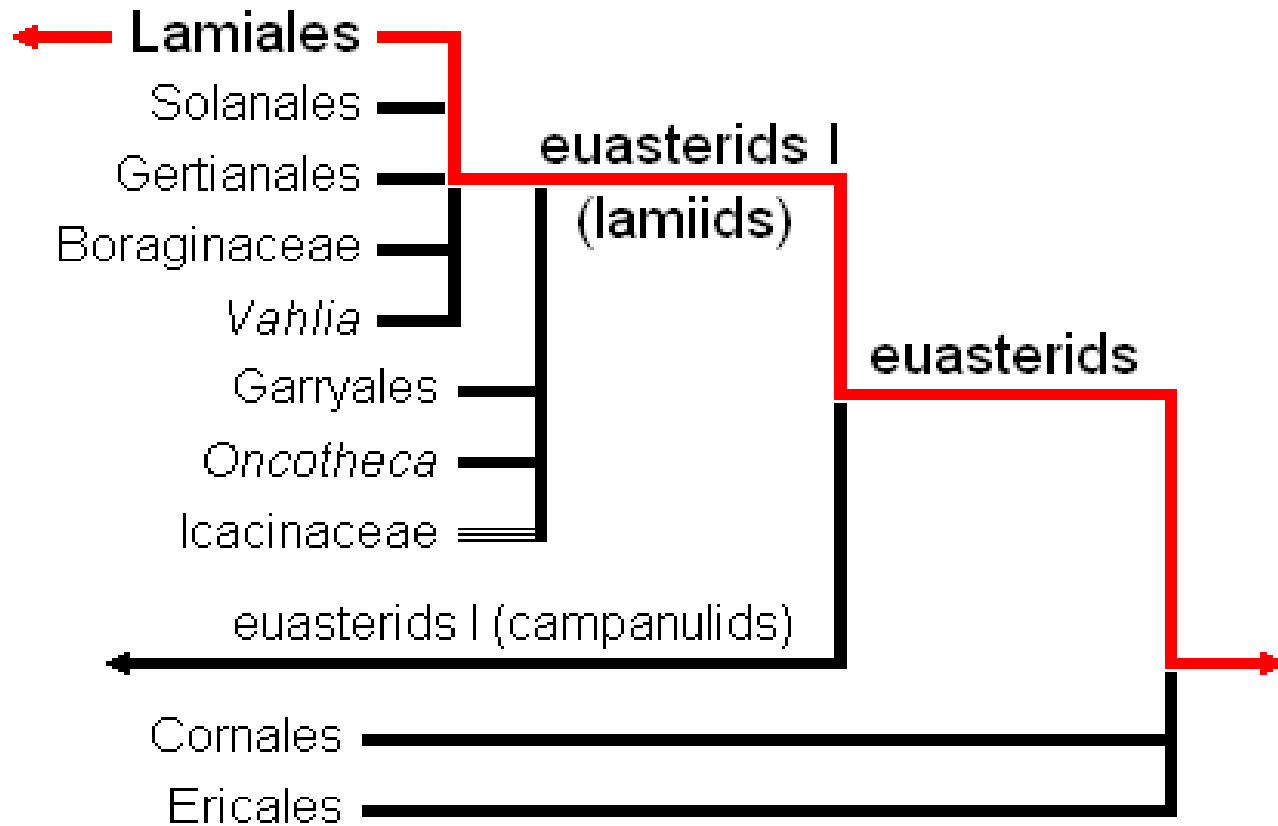 Lamiales
Solanales
euasterids I
Gertianales
(lamiids)
Boraginaceae
Vahlia
euasterids
Garryales
Oncotheca
Icacinaceae
euasterids I (campanulids)
Cornales
Ericales